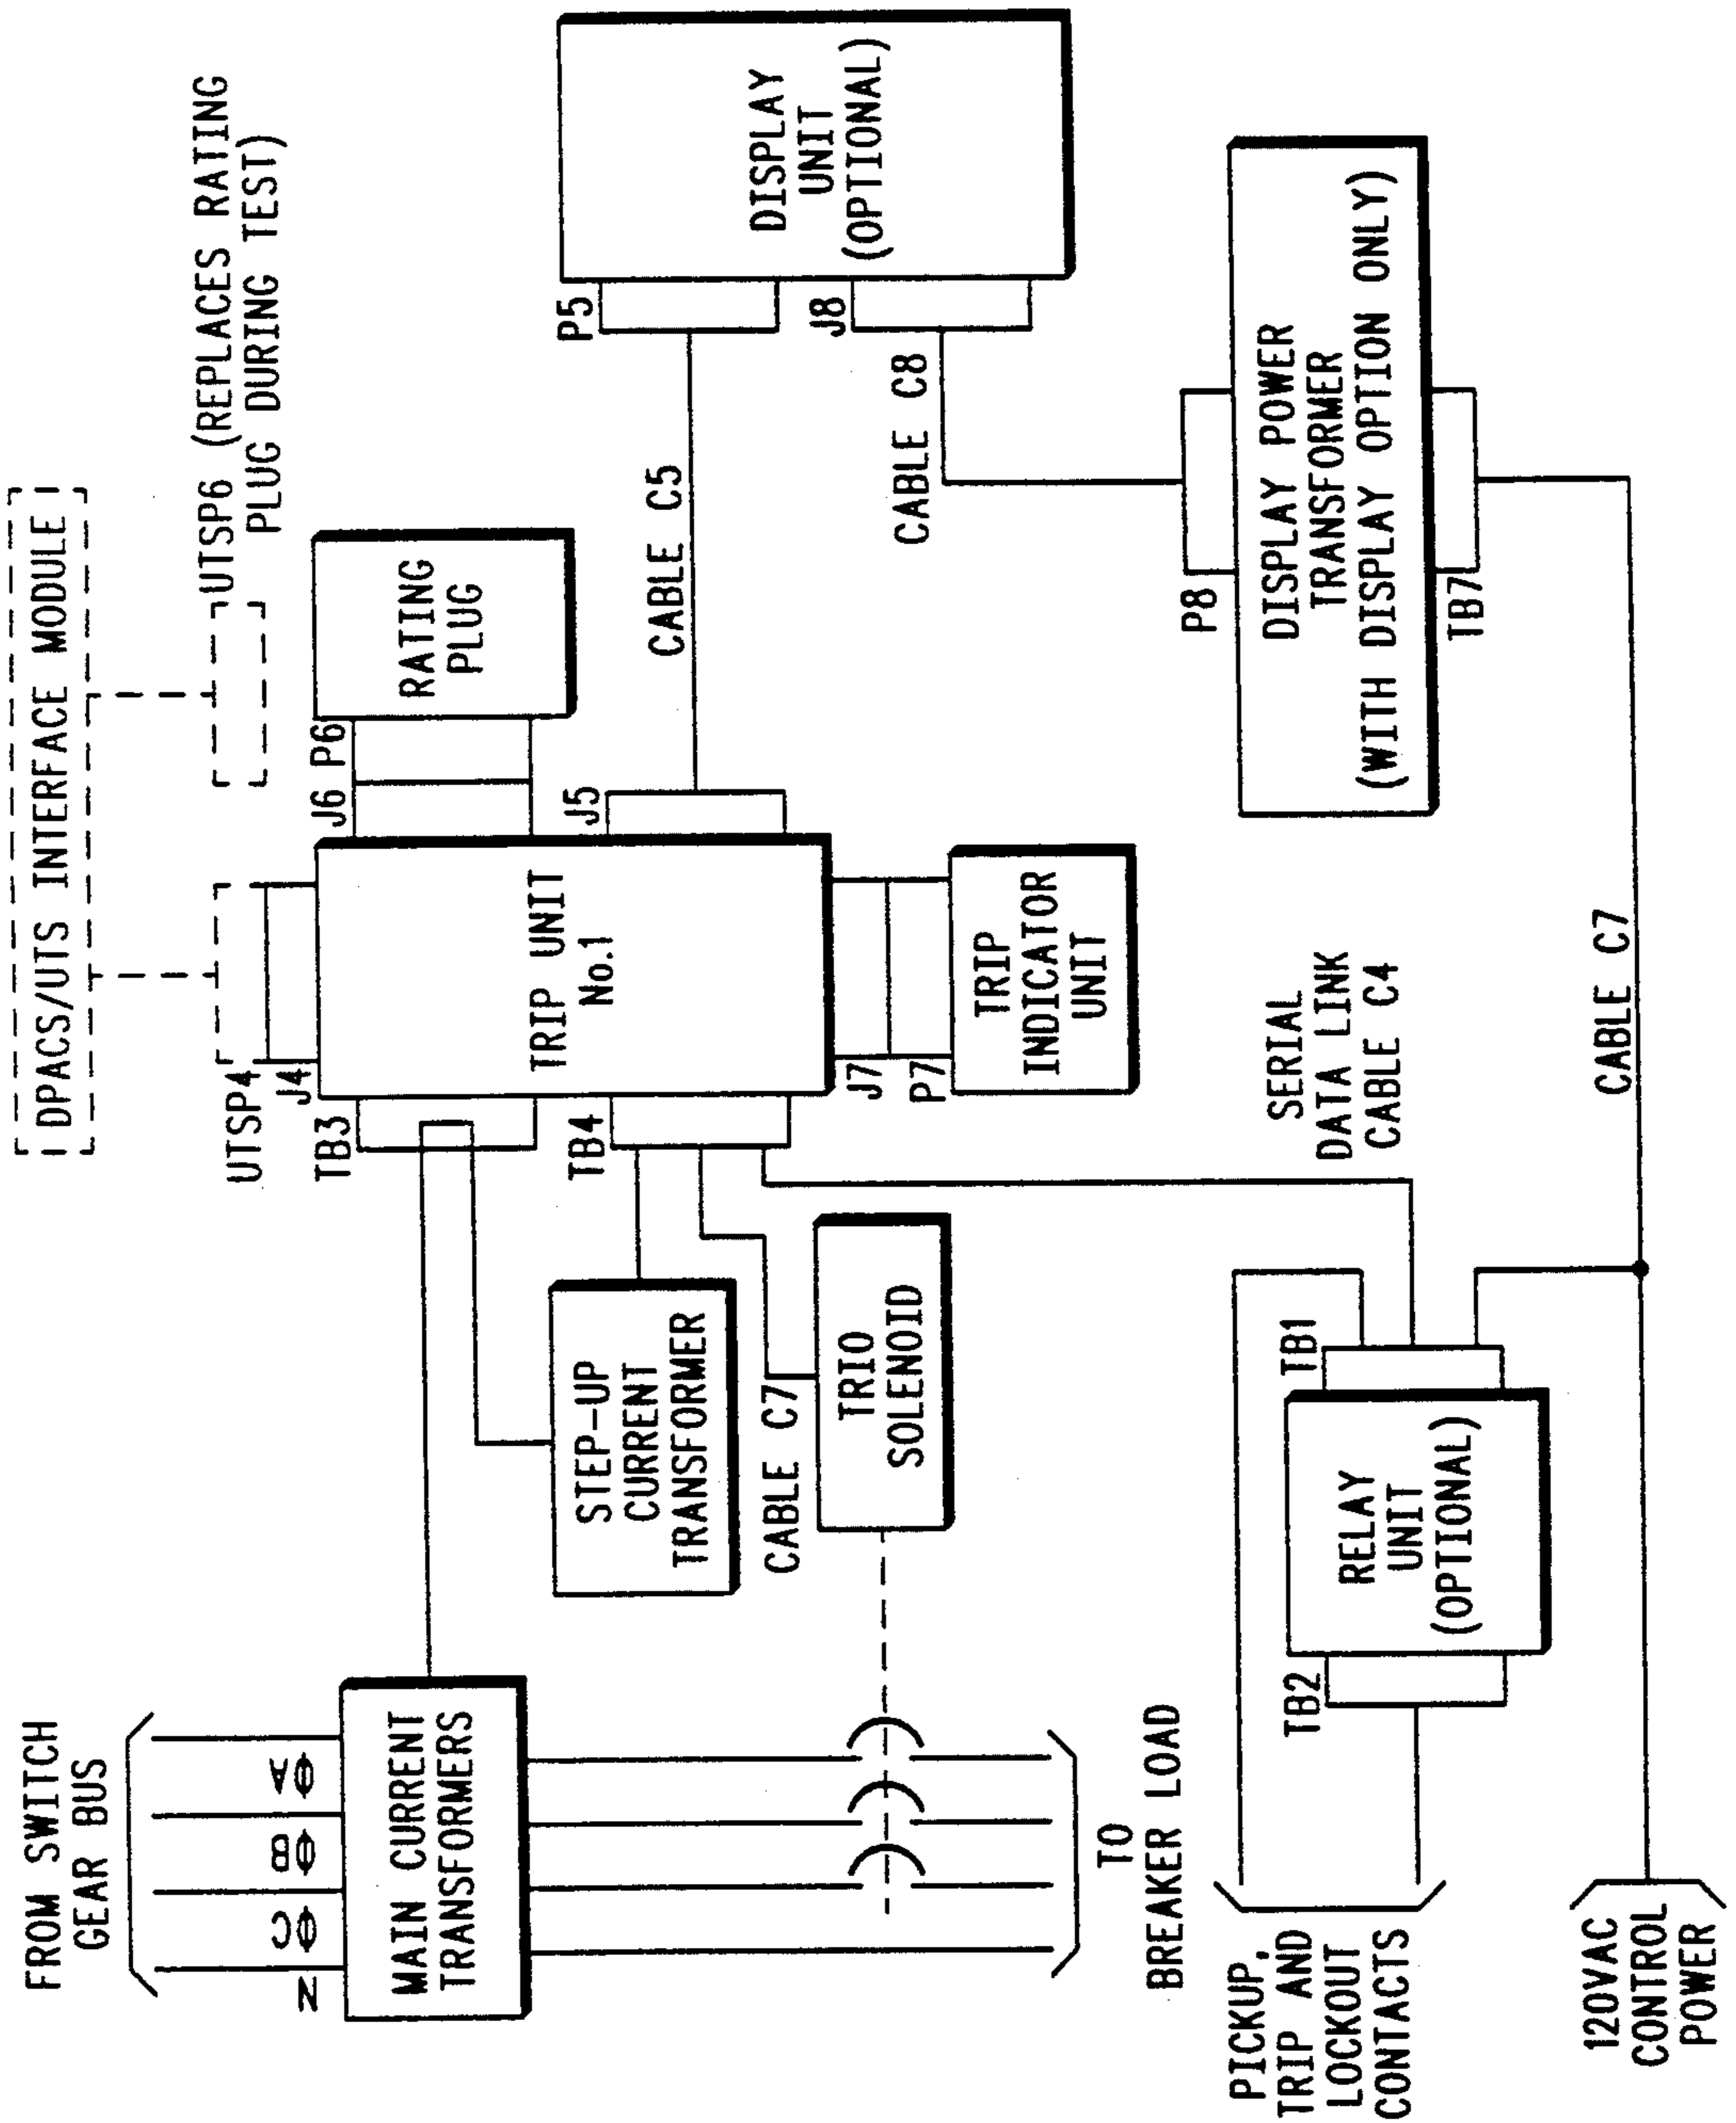 FROM SWITCH
GEAR BUS
N
ØC
ØB
ØA
MAIN CURRENT
TRANSFORMERS
TO
BREAKER LOAD
PICKUP,
TRIP AND
LOCKOUT
CONTACTS
120VAC
CONTROL
POWER
DPACS/UTS INTERFACE MODULE
UTSP4
J4
TB3
TB4
TRIP UNIT
No.1
J6
P6
J5
J7
P7
RATING
PLUG
UTSP6 (REPLACES RATING
PLUG DURING TEST)
STEP-UP
CURRENT
TRANSFORMER
CABLE C7
TRIO
SOLENOID
TRIP
INDICATOR
UNIT
CABLE C5
P5
J8
DISPLAY
UNIT
(OPTIONAL)
CABLE C8
P8
DISPLAY POWER
TRANSFORMER
(WITH DISPLAY OPTION ONLY)
TB7
SERIAL
DATA LINK
CABLE C4
TB1
TB2
RELAY
UNIT
(OPTIONAL)
CABLE C7